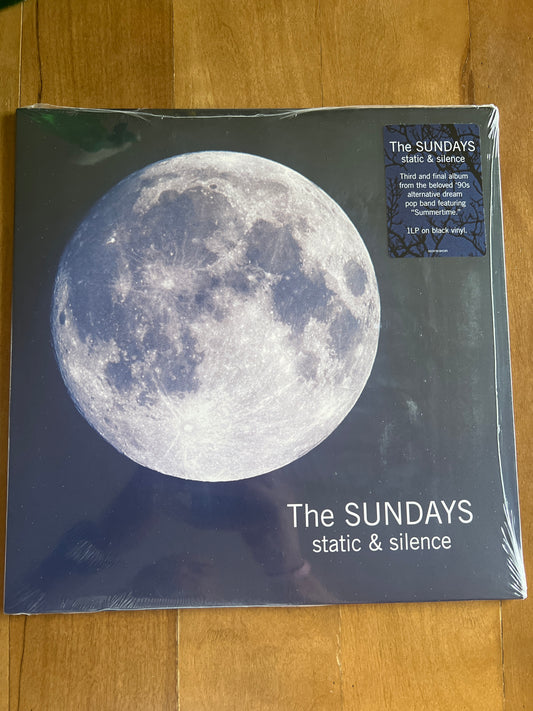 The SUNDAYS
static & silence
Third and final album
from the beloved '90s
alternative dream
pop band featuring
"Summertime."
1LP on black vinyl.
The SUNDAYS
static & silence